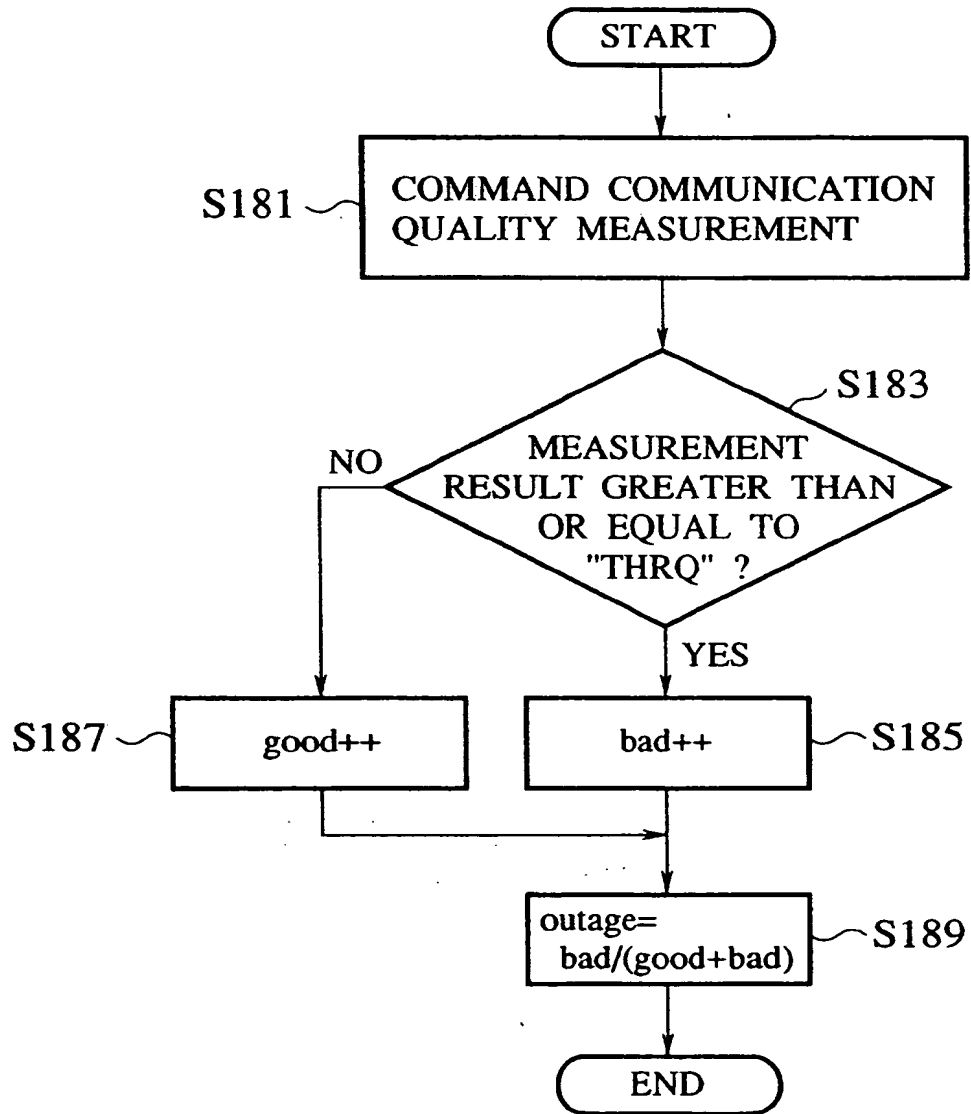 START
S181
COMMAND COMMUNICATION
QUALITY MEASUREMENT
S183
MEASUREMENT
RESULT GREATER THAN
OR EQUAL TO
"THRQ" ?
NO
YES
S187
good++
bad++
S185
outage=
bad/(good+bad)
S189
END